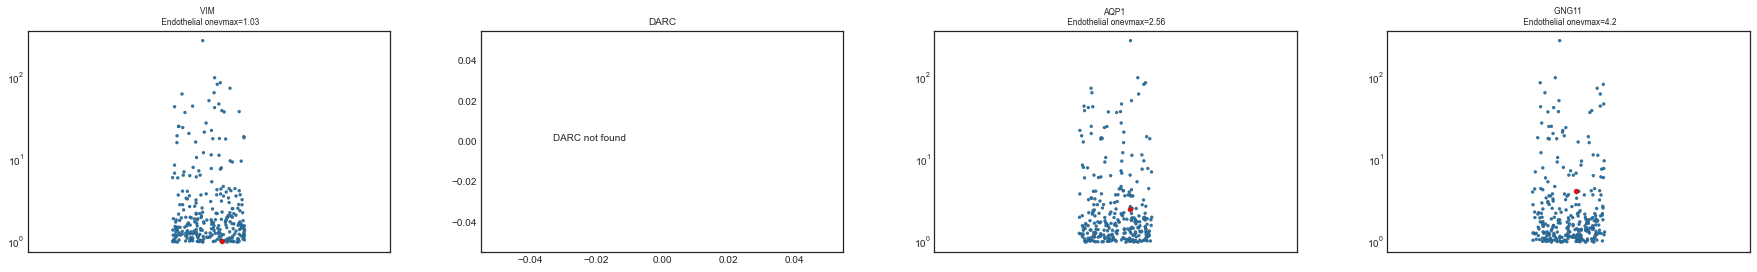 VIM
Endothelial onevmax=1.03
10²
10¹
10⁰
DARC
0.04
0.02
0.00
−0.02
−0.04
DARC not found
−0.04 −0.02 0.00 0.02 0.04
AQP1
Endothelial onevmax=2.56
10²
10¹
10⁰
GNG11
Endothelial onevmax=4.2
10²
10¹
10⁰